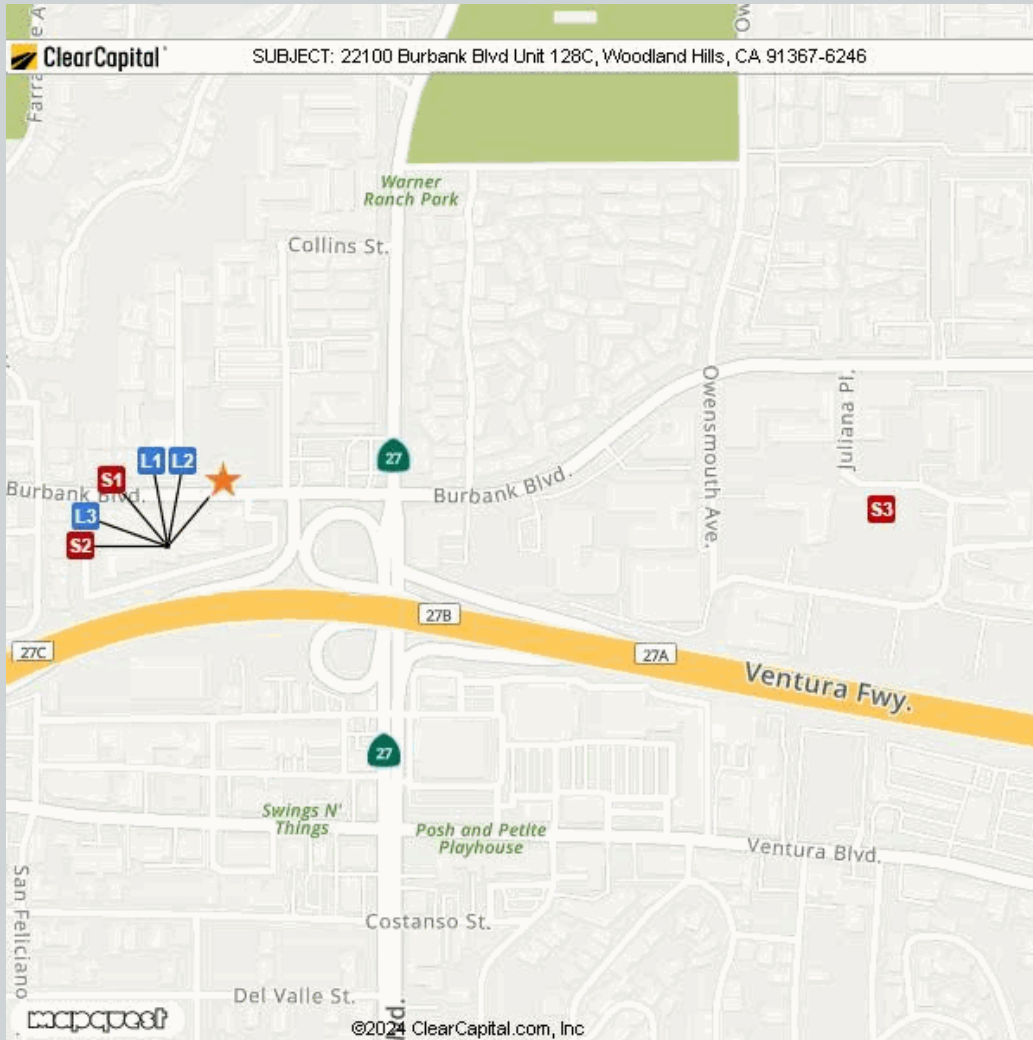 Farra
e A
Ow
ClearCapital
SUBJECT: 22100 Burbank Blvd Unit 128C, Woodland Hills, CA 91367-6246
Warner
Ranch Park
Collins St.
Owensmouth Ave.
Juliana Pl.
27
L1
L2
S1
Burbank Blvd.
Burbank Blvd.
L3
S3
S2
27B
27C
27A
Ventura Fwy.
27
Swings N'
Things
Posh and Petite
Playhouse
Ventura Blvd.
San Feliciano
Costanso St.
Del Valle St.
mapquest
©2024 ClearCapital.com, Inc